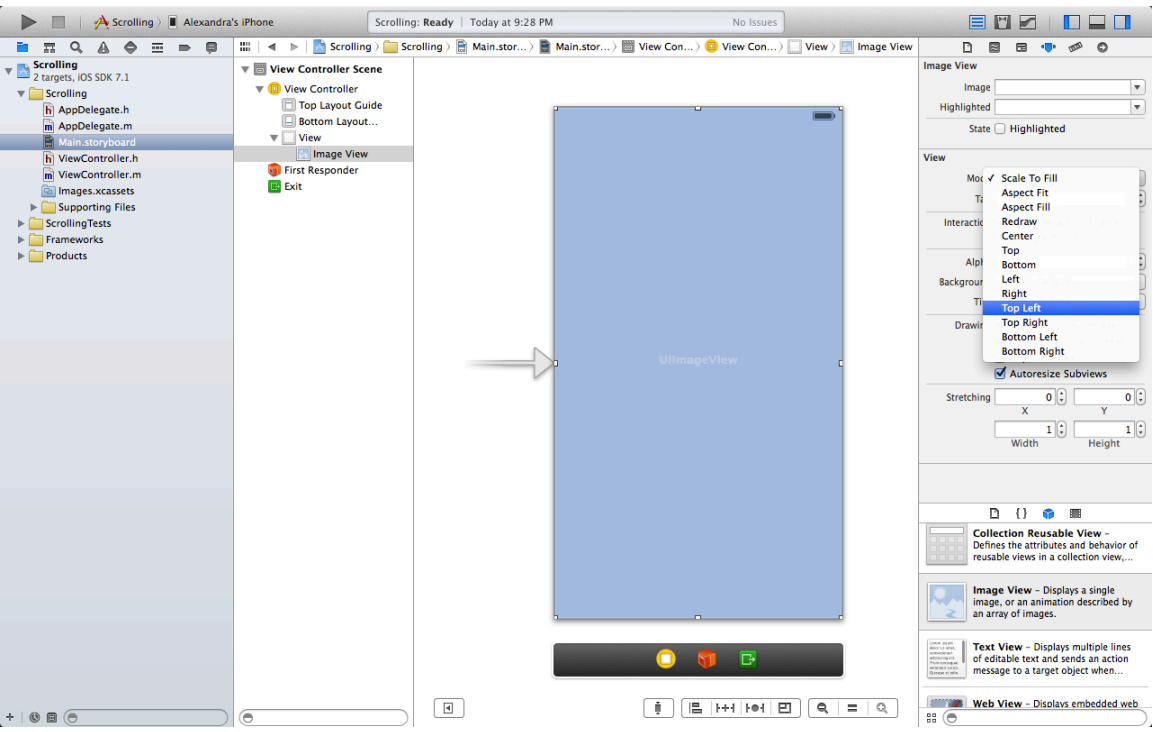 Scrolling
Alexandra's iPhone
Scrolling: Ready
Today at 9:28 PM
No Issues
Scrolling
Scrolling
Main.stor...
Main.stor...
View Con...
View Con...
View
Image View
Scrolling
2 targets, iOS SDK 7.1
Scrolling
AppDelegate.h
AppDelegate.m
Main.storyboard
ViewController.h
ViewController.m
Images.xcassets
Supporting Files
ScrollingTests
Frameworks
Products
View Controller Scene
View Controller
Top Layout Guide
Bottom Layout...
View
Image View
First Responder
Exit
UIImageView
Image View
Image
Highlighted
State
Highlighted
View
Scale To Fill
Aspect Fit
Aspect Fill
Redraw
Center
Top
Bottom
Left
Right
Top Left
Top Right
Bottom Left
Bottom Right
Autoresize Subviews
Stretching
0
0
X
Y
1
1
Width
Height
Collection Reusable View –
Defines the attributes and behavior of
reusable views in a collection view,...
Image View – Displays a single
image, or an animation described by
an array of images.
Text View – Displays multiple lines
of editable text and sends an action
message to a target object when...
Web View – Displays embedded web